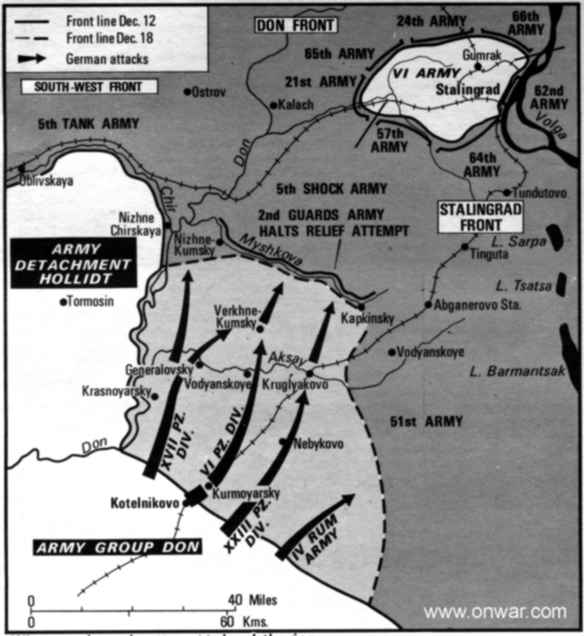 Front line Dec. 12
Front line Dec. 18
German attacks
DON FRONT
24th ARMY
66th
ARMY
65th ARMY
Gumrak
VI ARMY
SOUTH-WEST FRONT
21st ARMY
Stalingrad
62nd
ARMY
Ostrov
Kalach
Volga
5th TANK ARMY
57th
ARMY
Don
64th
ARMY
Oblivskaya
Chir
5th SHOCK ARMY
Tundutovo
2nd GUARDS ARMY
HALTS RELIEF ATTEMPT
STALINGRAD
FRONT
Nizhne
Chirskaya
Nizhne-
Kumsky
Myshkova
L. Sarpa
Tinguta
ARMY
DETACHMENT
HOLLIDT
L. Tsatsa
Tormosin
Verkhne-
Kumsky
Kapkinsky
Abganerovo Sta.
Aksay
Vodyanskoye
Generalovsky
Vodyanskoye
Kruglyakovo
L. Barmantsak
Krasnoyarsky
51st ARMY
XVII PZ.
DIV.
VI PZ. DIV.
Nebykovo
Don
Kurmoyarsky
Kotelnikovo
XXIII PZ.
DIV.
IV RUM
ARMY
ARMY GROUP DON
0 40 Miles
0 60 Kms.
www.onwar.com